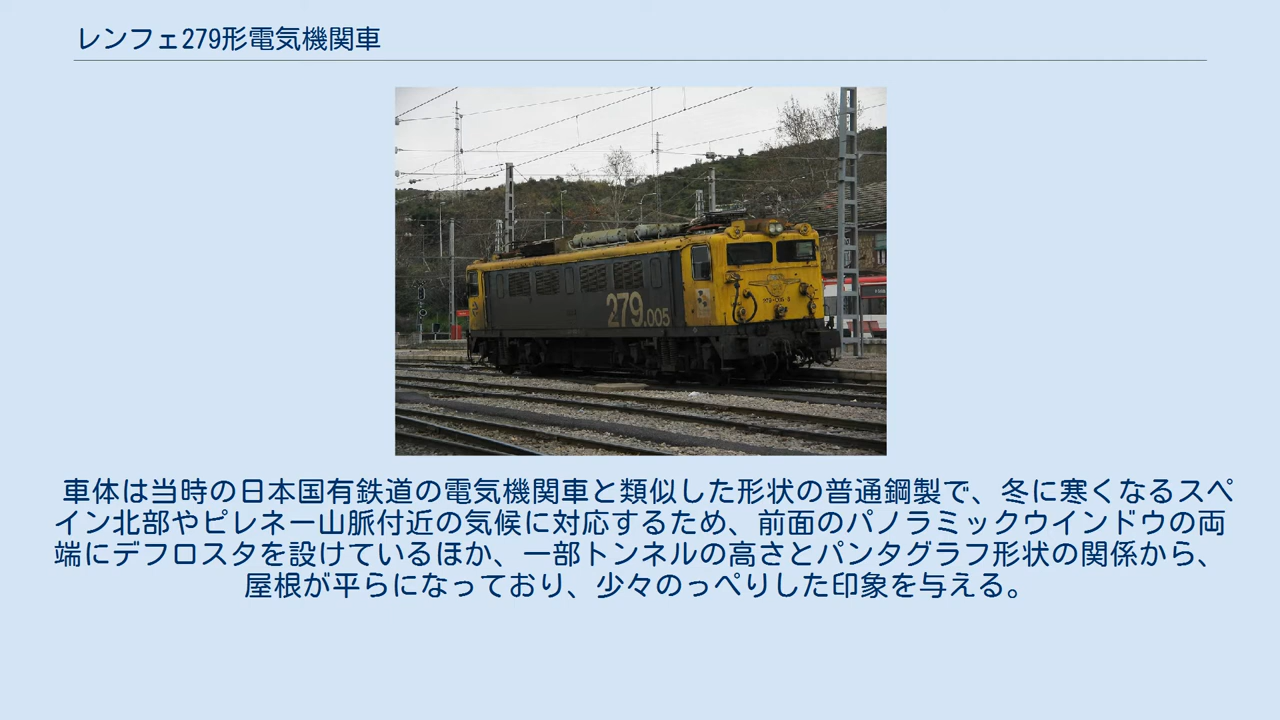 レンフェ279形電気機関車
279.005
車体は当時の日本国有鉄道の電気機関車と類似した形状の普通鋼製で、冬に寒くなるスペ
イン北部やピレネー山脈付近の気候に対応するため、前面のパノラミックウインドウの両
端にデフロスタを設けているほか、一部トンネルの高さとパンタグラフ形状の関係から、
屋根が平らになっており、少々のっぺりした印象を与える。